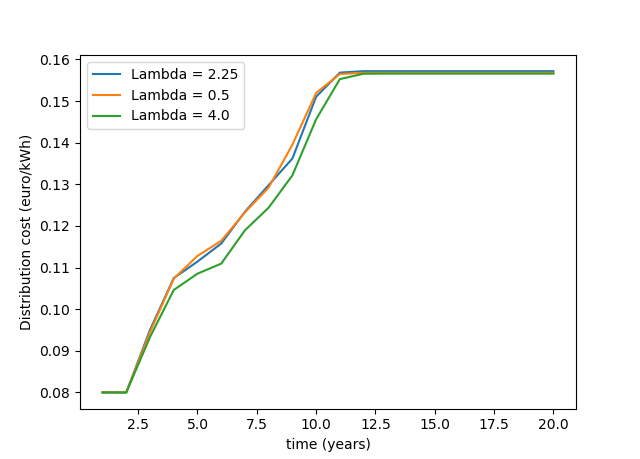 0.16
0.15
0.14
0.13
0.12
0.11
0.10
0.09
0.08
Distribution cost (euro/kWh)
Lambda = 2.25
Lambda = 0.5
Lambda = 4.0
2.5 5.0 7.5 10.0 12.5 15.0 17.5 20.0
time (years)